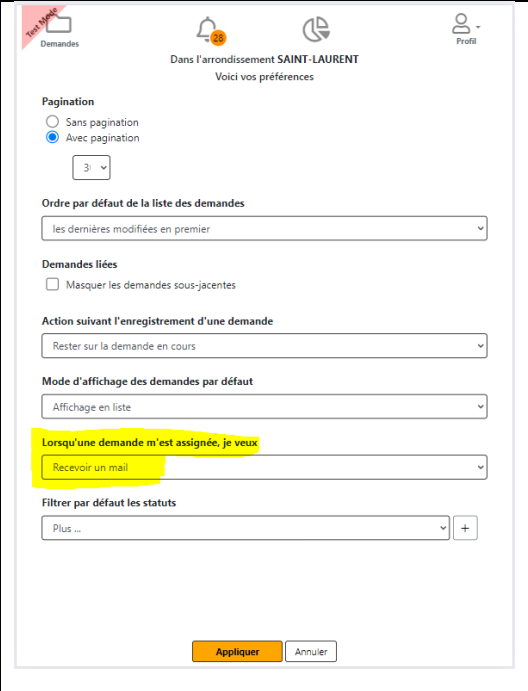 Test Mode
28
Demandes
Profil
Dans l'arrondissement SAINT-LAURENT
Voici vos préférences
Pagination
Sans pagination
Avec pagination
Ordre par défaut de la liste des demandes
les dernières modifiées en premier
Demandes liées
Masquer les demandes sous-jacentes
Action suivant l'enregistrement d'une demande
Rester sur la demande en cours
Mode d'affichage des demandes par défaut
Affichage en liste
Lorsqu'une demande m'est assignée, je veux
Recevoir un mail
Filtrer par défaut les statuts
Plus ...
+
Appliquer Annuler